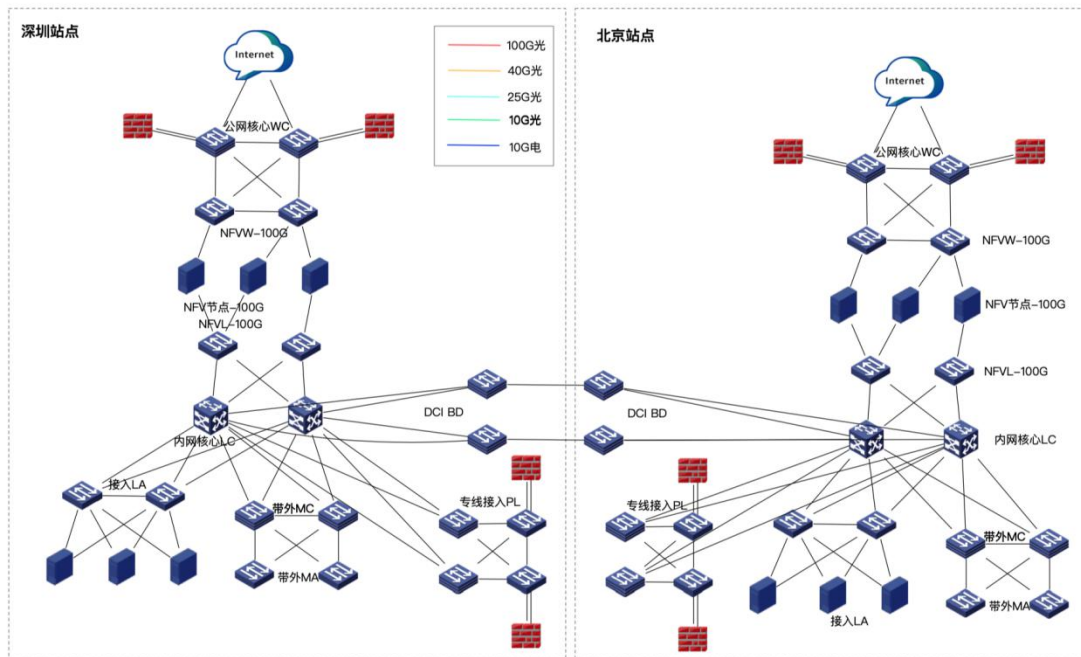 深圳站点
Internet
公网核心WC
NFVW-100G
NFV节点-100G
NFVL-100G
DCI BD
内网核心LC
接入LA
带外MC
带外MA
专线接入PL
100G光
40G光
25G光
10G光
10G电
北京站点
Internet
公网核心WC
NFVW-100G
NFV节点-100G
NFVL-100G
DCI BD
内网核心LC
专线接入PL
带外MC
带外MA
接入LA